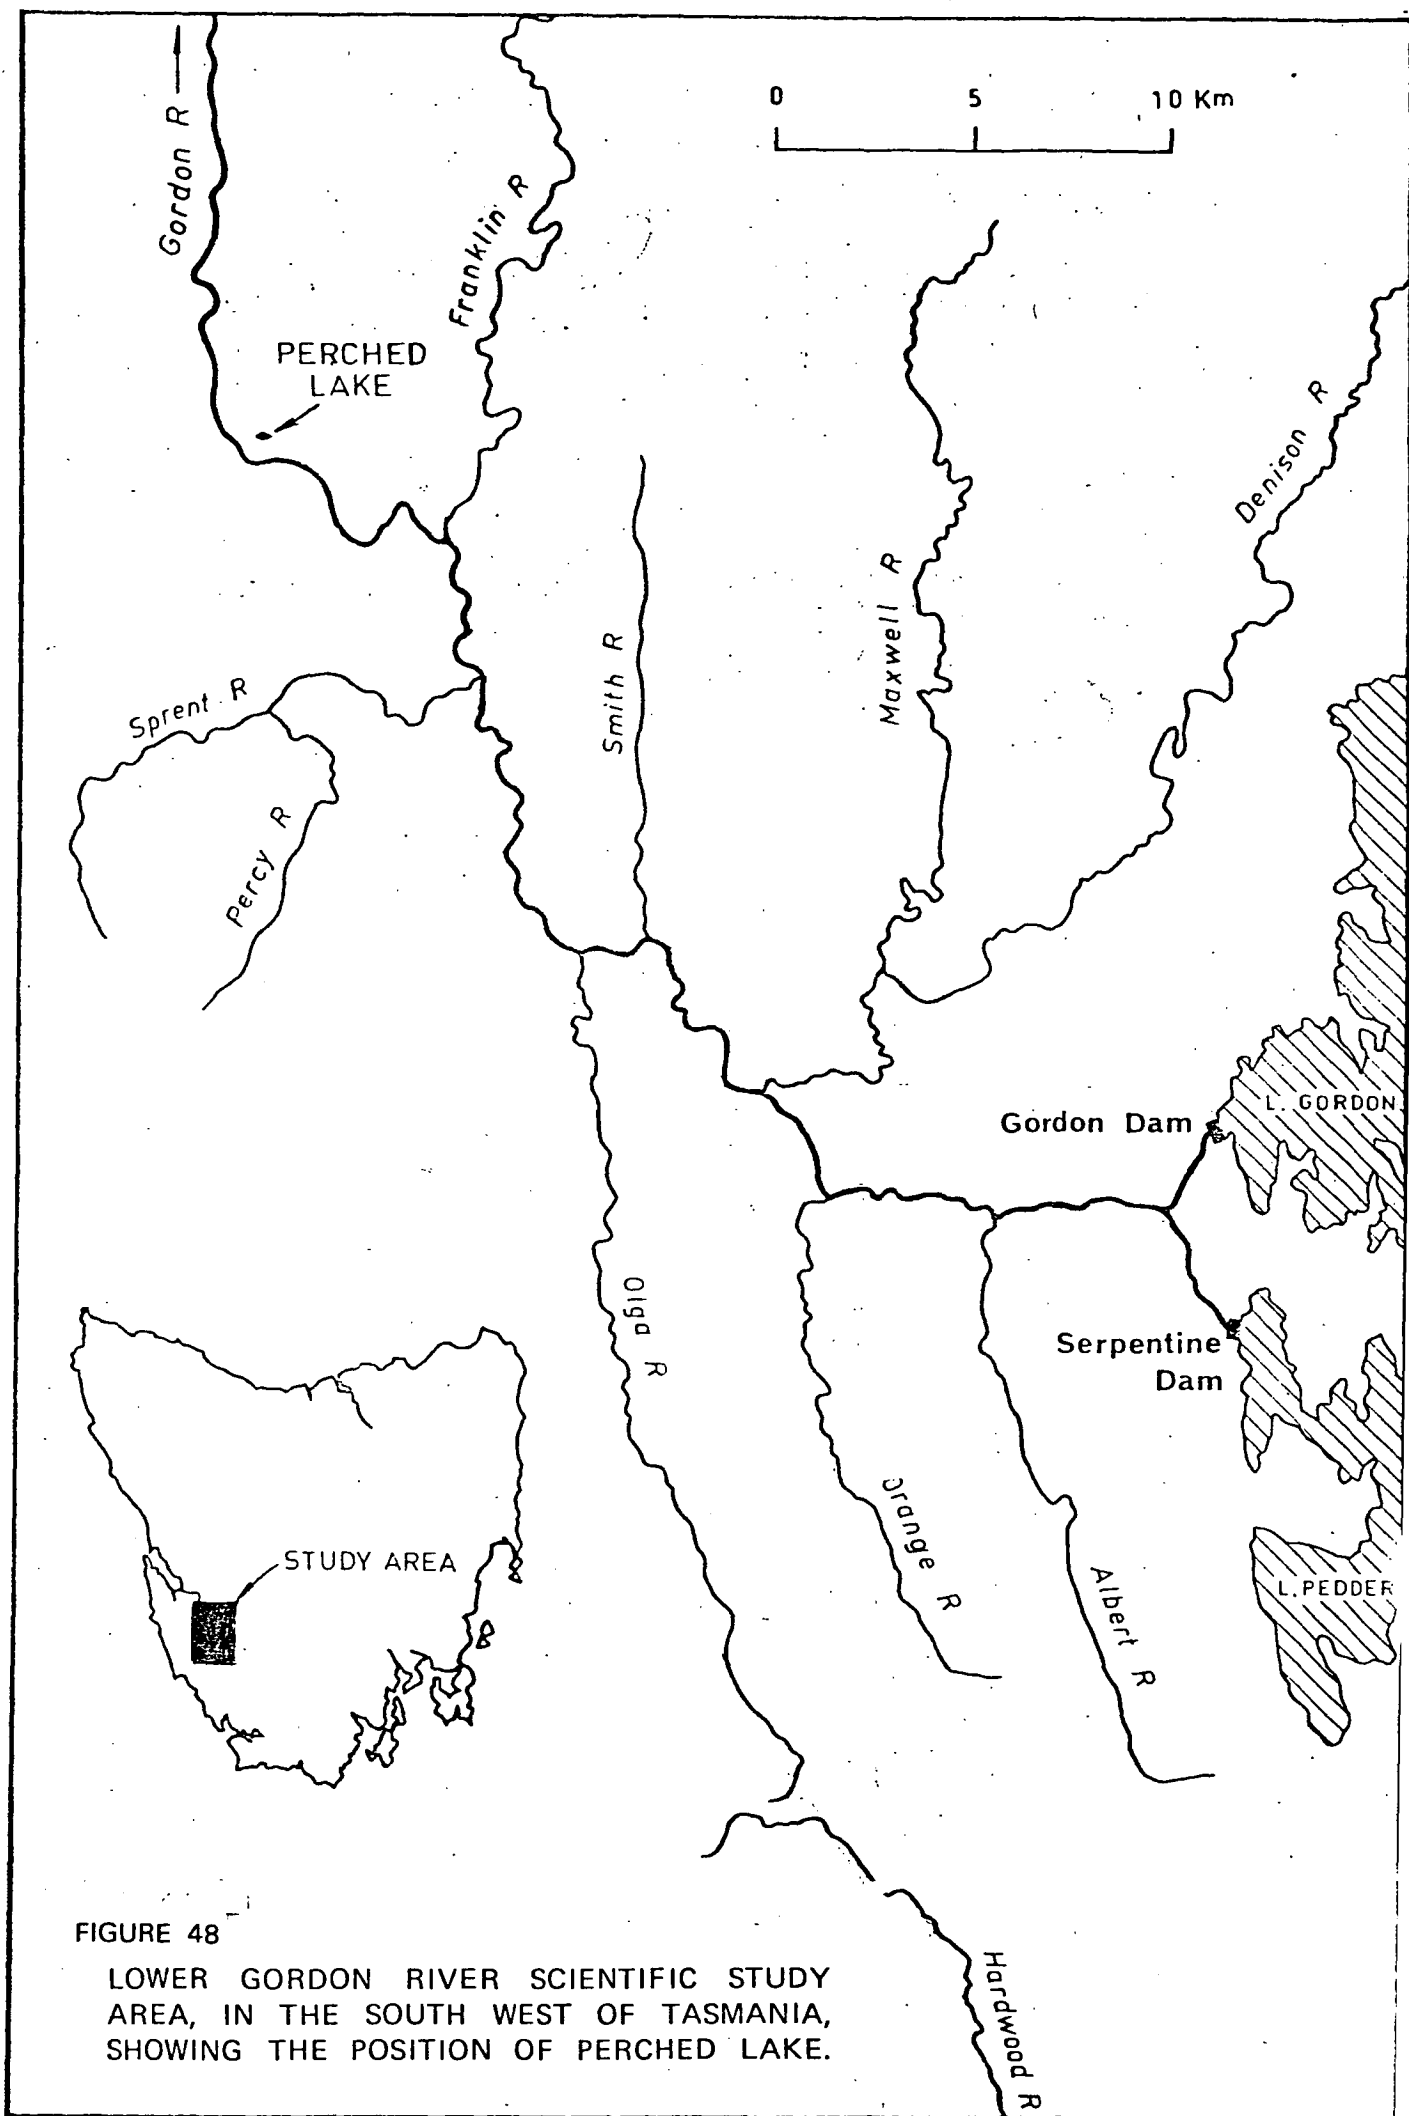 0 5 10 Km
Gordon R
Franklin R
PERCHED
LAKE
Denison R
Maxwell R
Smith R
Sprent R
Percy R
L. GORDON
Gordon Dam
Olga R
Serpentine
Dam
Orange R
STUDY AREA
Albert R
L. PEDDER
Hardwood R
FIGURE 48
LOWER GORDON RIVER SCIENTIFIC STUDY
AREA, IN THE SOUTH WEST OF TASMANIA,
SHOWING THE POSITION OF PERCHED LAKE.